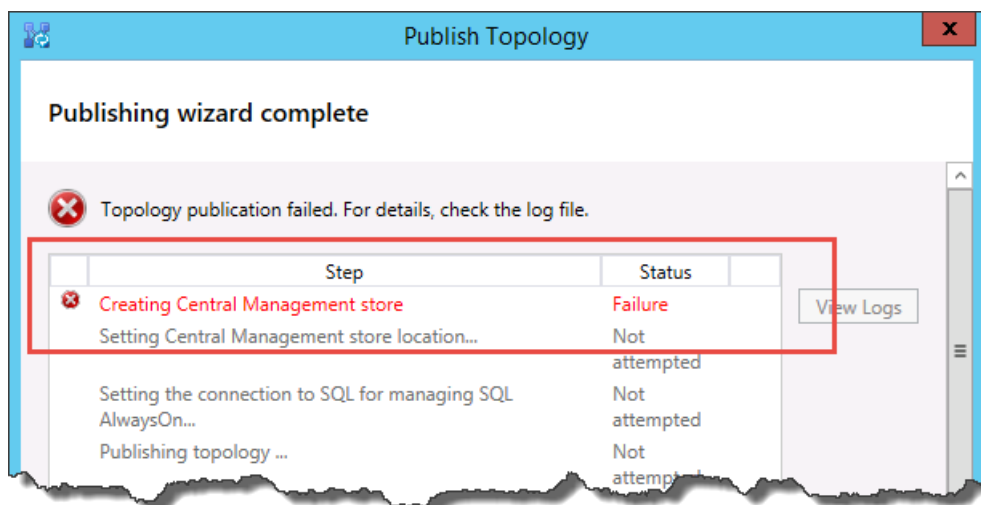 Publish Topology
x
Publishing wizard complete
Topology publication failed. For details, check the log file.
Step Status
Creating Central Management store Failure
View Logs
Setting Central Management store location... Not
attempted
Setting the connection to SQL for managing SQL Not
AlwaysOn... attempted
Publishing topology ... Not
attempted